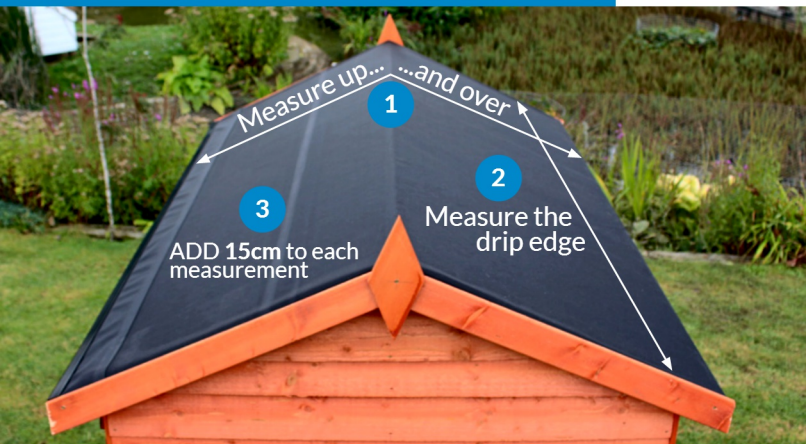 Measure up... ...and over
1
2
Measure the
drip edge
3
ADD 15cm to each
measurement